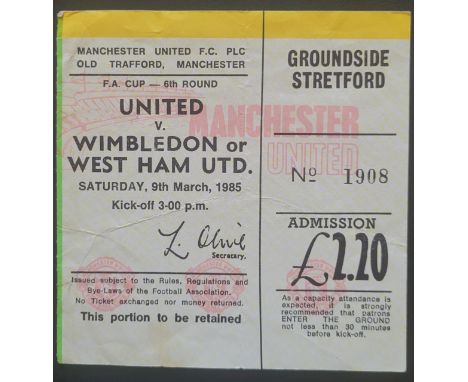 MANCHESTER UNITED F.C. PLC
OLD TRAFFORD, MANCHESTER
F.A. CUP — 6th ROUND
UNITED
V.
WIMBLEDON or
WEST HAM UTD.
SATURDAY, 9th March, 1985
Kick-off 3-00 p.m.
L. Olive
Secretary.
Issued subject to the Rules, Regulations and
Bye-Laws of the Football Association.
No Ticket exchanged nor money returned.
This portion to be retained
MANCHESTER
UNITED
GROUNDSIDE
STRETFORD
Nº 1908
ADMISSION
£2.20
As a capacity attendance is
expected, it is strongly
recommended that patrons
ENTER THE GROUND
not less than 30 minutes
before kick-off.